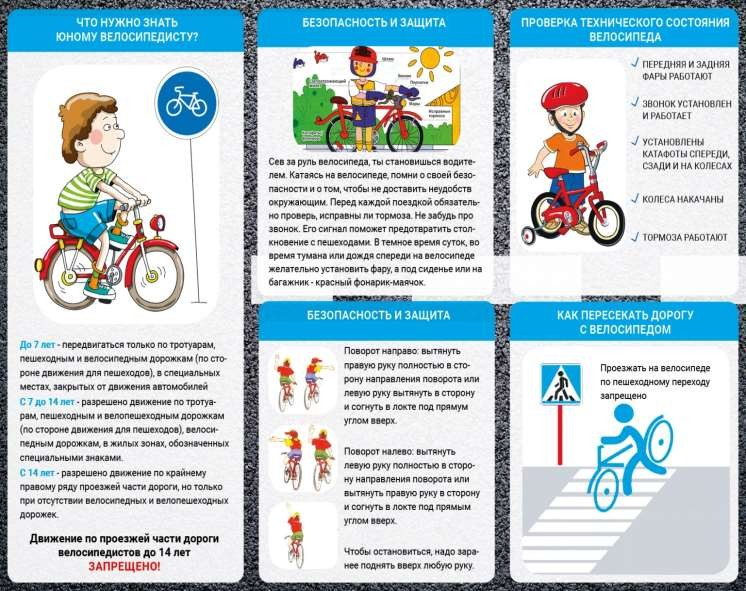 ЧТО НУЖНО ЗНАТЬ
ЮНОМУ ВЕЛОСИПЕДИСТУ?
До 7 лет - передвигаться только по тротуарам,
пешеходным и велосипедным дорожкам (по сто-
роне движения для пешеходов), в специальных
местах, закрытых от движения автомобилей
С 7 до 14 лет - разрешено движение по тротуа-
рам, пешеходным и велопешеходным дорожкам
(по стороне движения для пешеходов), велоси-
педным дорожкам, в жилых зонах, обозначенных
специальными знаками.
С 14 лет - разрешено движение по крайнему
правому ряду проезжей части дороги, но только
при отсутствии велосипедных и велопешеходных
дорожек.
Движение по проезжей части дороги
велосипедистов до 14 лет
ЗАПРЕЩЕНО!
БЕЗОПАСНОСТЬ И ЗАЩИТА
Шлем
Звонок
Перчатки
Фары
Исправные
тормоза
Сев за руль велосипеда, ты становишься водите-
лем. Катаясь на велосипеде, помни о своей безо-
пасности и о том, чтобы не доставить неудобств
окружающим. Перед каждой поездкой обязатель-
но проверь, исправны ли тормоза. Не забудь про
звонок. Его сигнал поможет предотвратить стол-
кновение с пешеходами. В темное время суток, во
время тумана или дождя спереди на велосипеде
желательно установить фару, а под сиденье или на
багажник - красный фонарик-маячок.
БЕЗОПАСНОСТЬ И ЗАЩИТА
Поворот направо: вытянуть
правую руку полностью в сто-
рону направления поворота или
левую руку вытянуть в сторону
и согнуть в локте под прямым
углом вверх.
Поворот налево: вытянуть
левую руку полностью в сторо-
ну направления поворота или
вытянуть правую руку в сторону
и согнуть в локте под прямым
углом вверх.
Чтобы остановиться, надо зара-
нее поднять вверх любую руку.
ПРОВЕРКА ТЕХНИЧЕСКОГО СОСТОЯНИЯ
ВЕЛОСИПЕДА
ПЕРЕДНЯЯ И ЗАДНЯЯ
ФАРЫ РАБОТАЮТ
ЗВОНОК УСТАНОВЛЕН
И РАБОТАЕТ
УСТАНОВЛЕНЫ
КАТАФОТЫ СПЕРЕДИ,
СЗАДИ И НА КОЛЕСАХ
КОЛЕСА НАКАЧАНЫ
ТОРМОЗА РАБОТАЮТ
КАК ПЕРЕСЕКАТЬ ДОРОГУ
С ВЕЛОСИПЕДОМ
Проезжать на велосипеде
по пешеходному переходу
запрещено